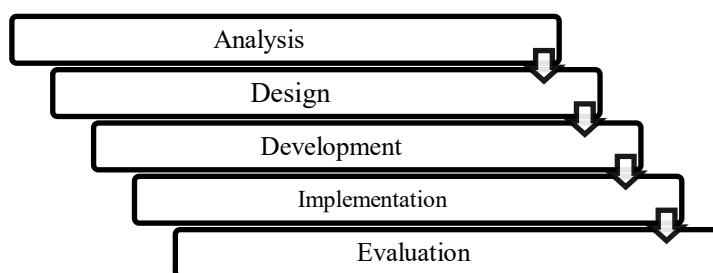 Analysis
Design
Development
Implementation
Evaluation